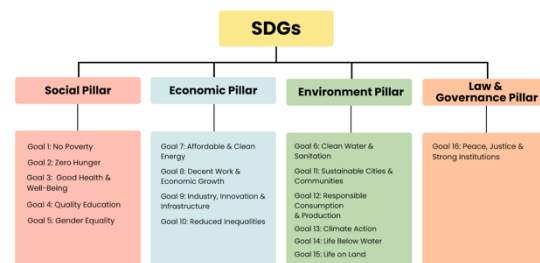 SDGs
Social Pillar
Goal 1: No Poverty
Goal 2: Zero Hunger
Goal 3: Good Health &
Well-Being
Goal 4: Quality Education
Goal 5: Gender Equality
Economic Pillar
Goal 7: Affordable & Clean
Energy
Goal 8: Decent Work &
Economic Growth
Goal 9: Industry, Innovation &
Infrastructure
Goal 10: Reduced Inequalities
Environment Pillar
Goal 6: Clean Water &
Sanitation
Goal 11: Sustainable Cities &
Communities
Goal 12: Responsible
Consumption
& Production
Goal 13: Climate Action
Goal 14: Life Below Water
Goal 15: Life on Land
Law &
Governance Pillar
Goal 16: Peace, Justice &
Strong Institutions